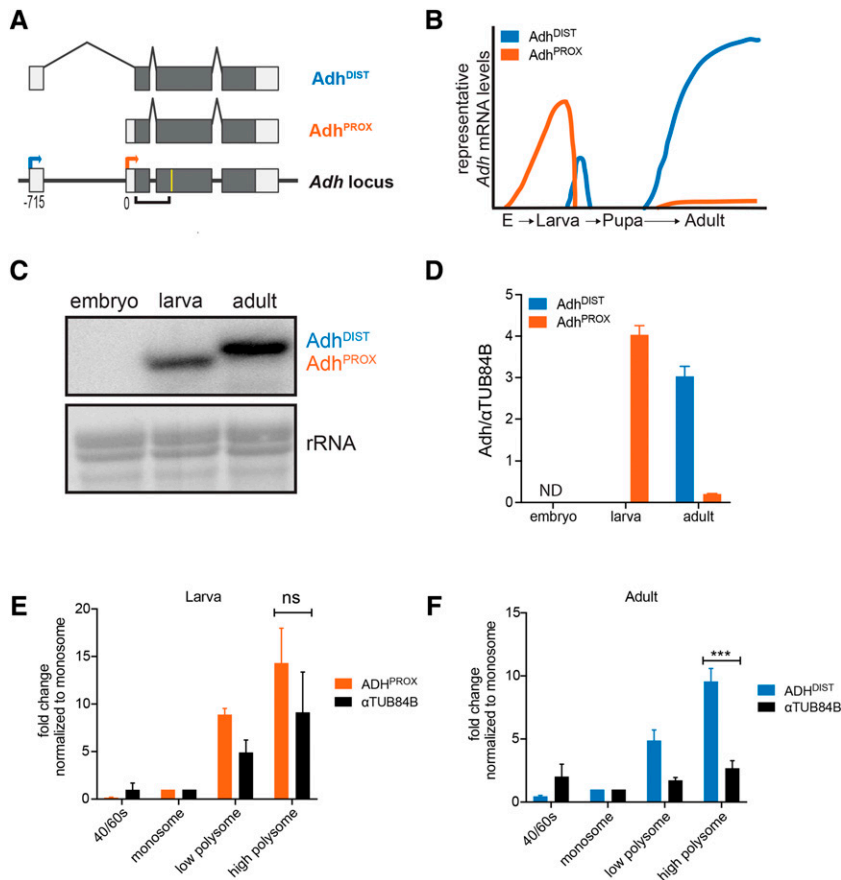 A
Adh^DIST
Adh^PROX
Adh locus
-715
0
B
Adh^DIST
Adh^PROX
representative
Adh mRNA levels
E → Larva → Pupa → Adult
C
embryo larva adult
Adh^DIST
Adh^PROX
rRNA
D
Adh^DIST
Adh^PROX
Adh/αTUB84B
5
4
3
2
1
0
ND
embryo larva adult
E
Larva
ns
fold change
normalized to monosome
20
15
10
5
0
ADH^PROX
αTUB84B
40/60s
monosome
low polysome
high polysome
F
Adult
***
fold change
normalized to monosome
15
10
5
0
ADH^DIST
αTUB84B
40/60s
monosome
low polysome
high polysome